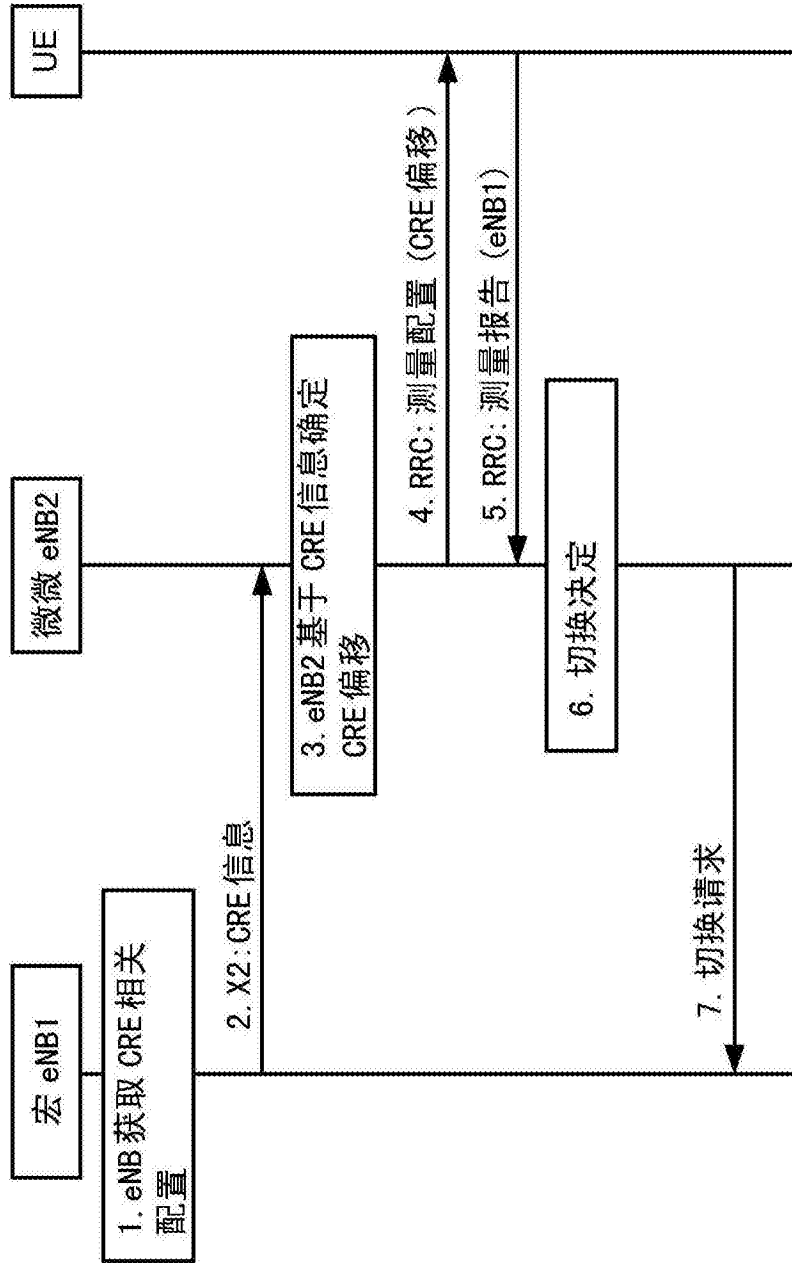 宏 eNB1
微微 eNB2
UE
1. eNB 获取 CRE 相关
配置
2. X2:CRE 信息
3. eNB2 基于 CRE 信息确定
CRE 偏移
4. RRC: 测量配置 (CRE 偏移)
5. RRC: 测量报告 (eNB1)
6. 切换决定
7. 切换请求